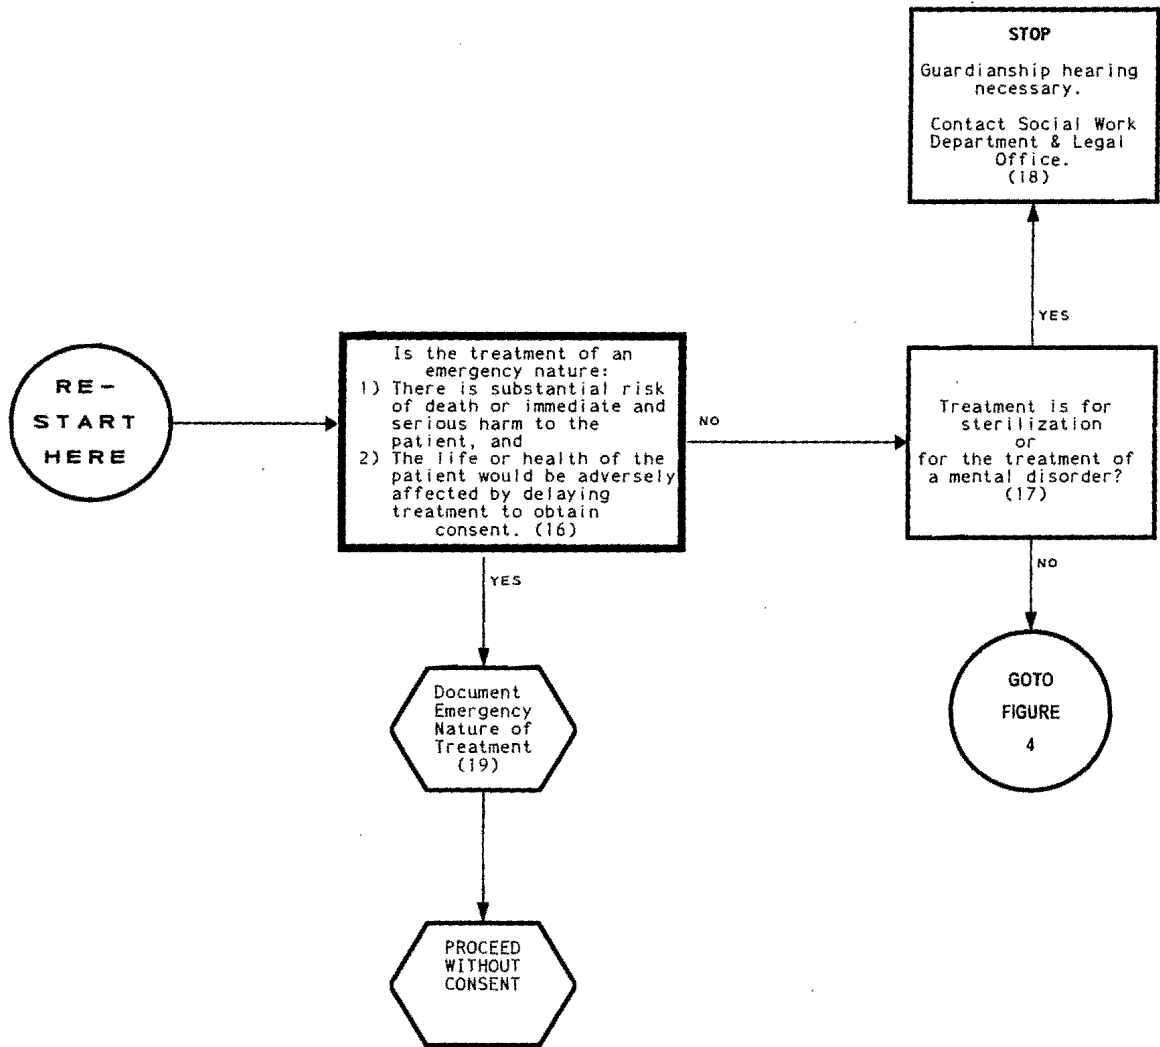 STOP
Guardianship hearing
necessary.
Contact Social Work
Department & Legal
Office.
(18)
YES
RE-
START
HERE
Is the treatment of an
emergency nature:
1) There is substantial risk
of death or immediate and
serious harm to the
patient, and
2) The life or health of the
patient would be adversely
affected by delaying
treatment to obtain
consent. (16)
NO
Treatment is for
sterilization
or
for the treatment of
a mental disorder?
(17)
YES
NO
Document
Emergency
Nature of
Treatment
(19)
GOTO
FIGURE
4
PROCEED
WITHOUT
CONSENT